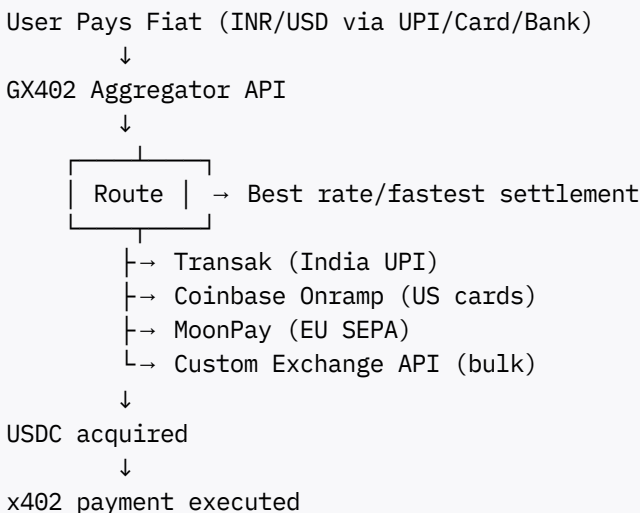 User Pays Fiat (INR/USD via UPI/Card/Bank)
↓
GX402 Aggregator API
↓
┌────┴────┐
│ Route │ → Best rate/fastest settlement
└────┬────┘
├→ Transak (India UPI)
├→ Coinbase Onramp (US cards)
├→ MoonPay (EU SEPA)
└→ Custom Exchange API (bulk)
↓
USDC acquired
↓
x402 payment executed